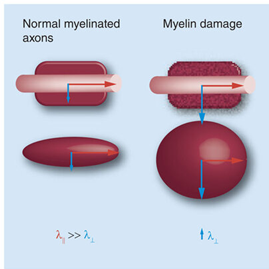 Normal myelinated
axons
Myelin damage
λ∥ >> λ⊥
⬆ λ⊥